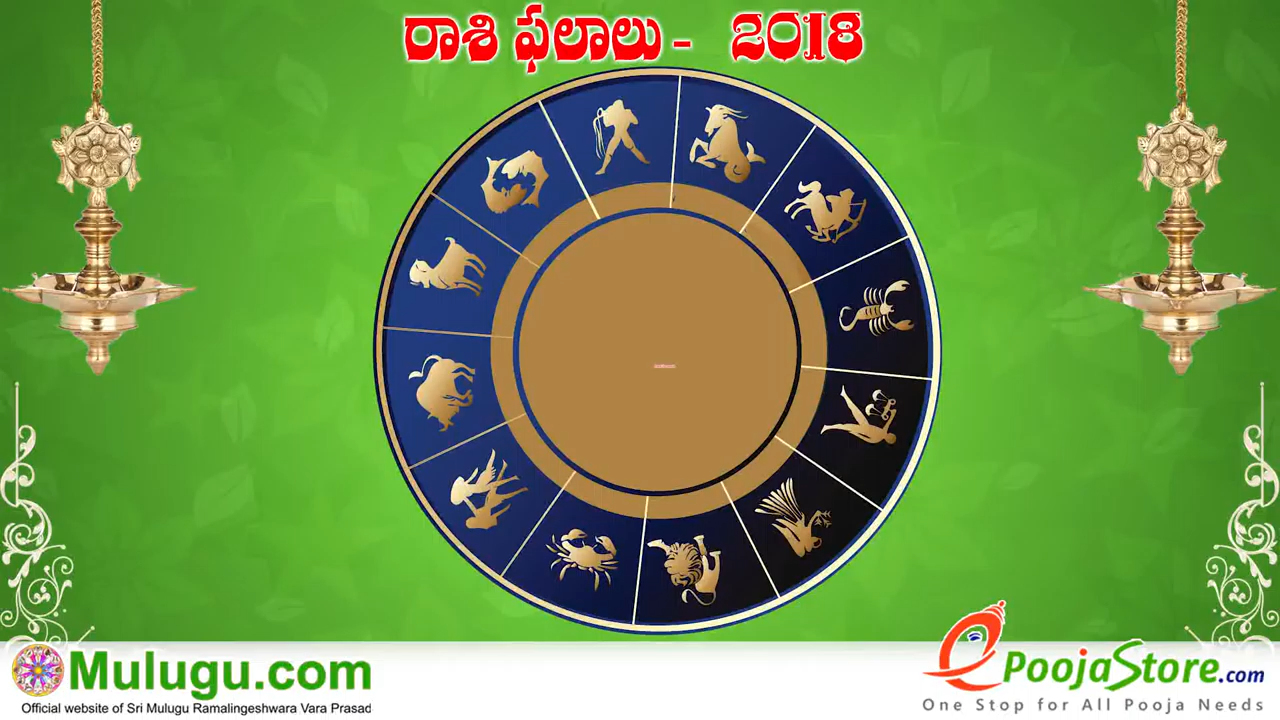 రాశి ఫలాలు - 2018
Mulugu.com
Official website of Sri Mulugu Ramalingeshwara Vara Prasad
ePoojaStore.com
One Stop for All Pooja Needs